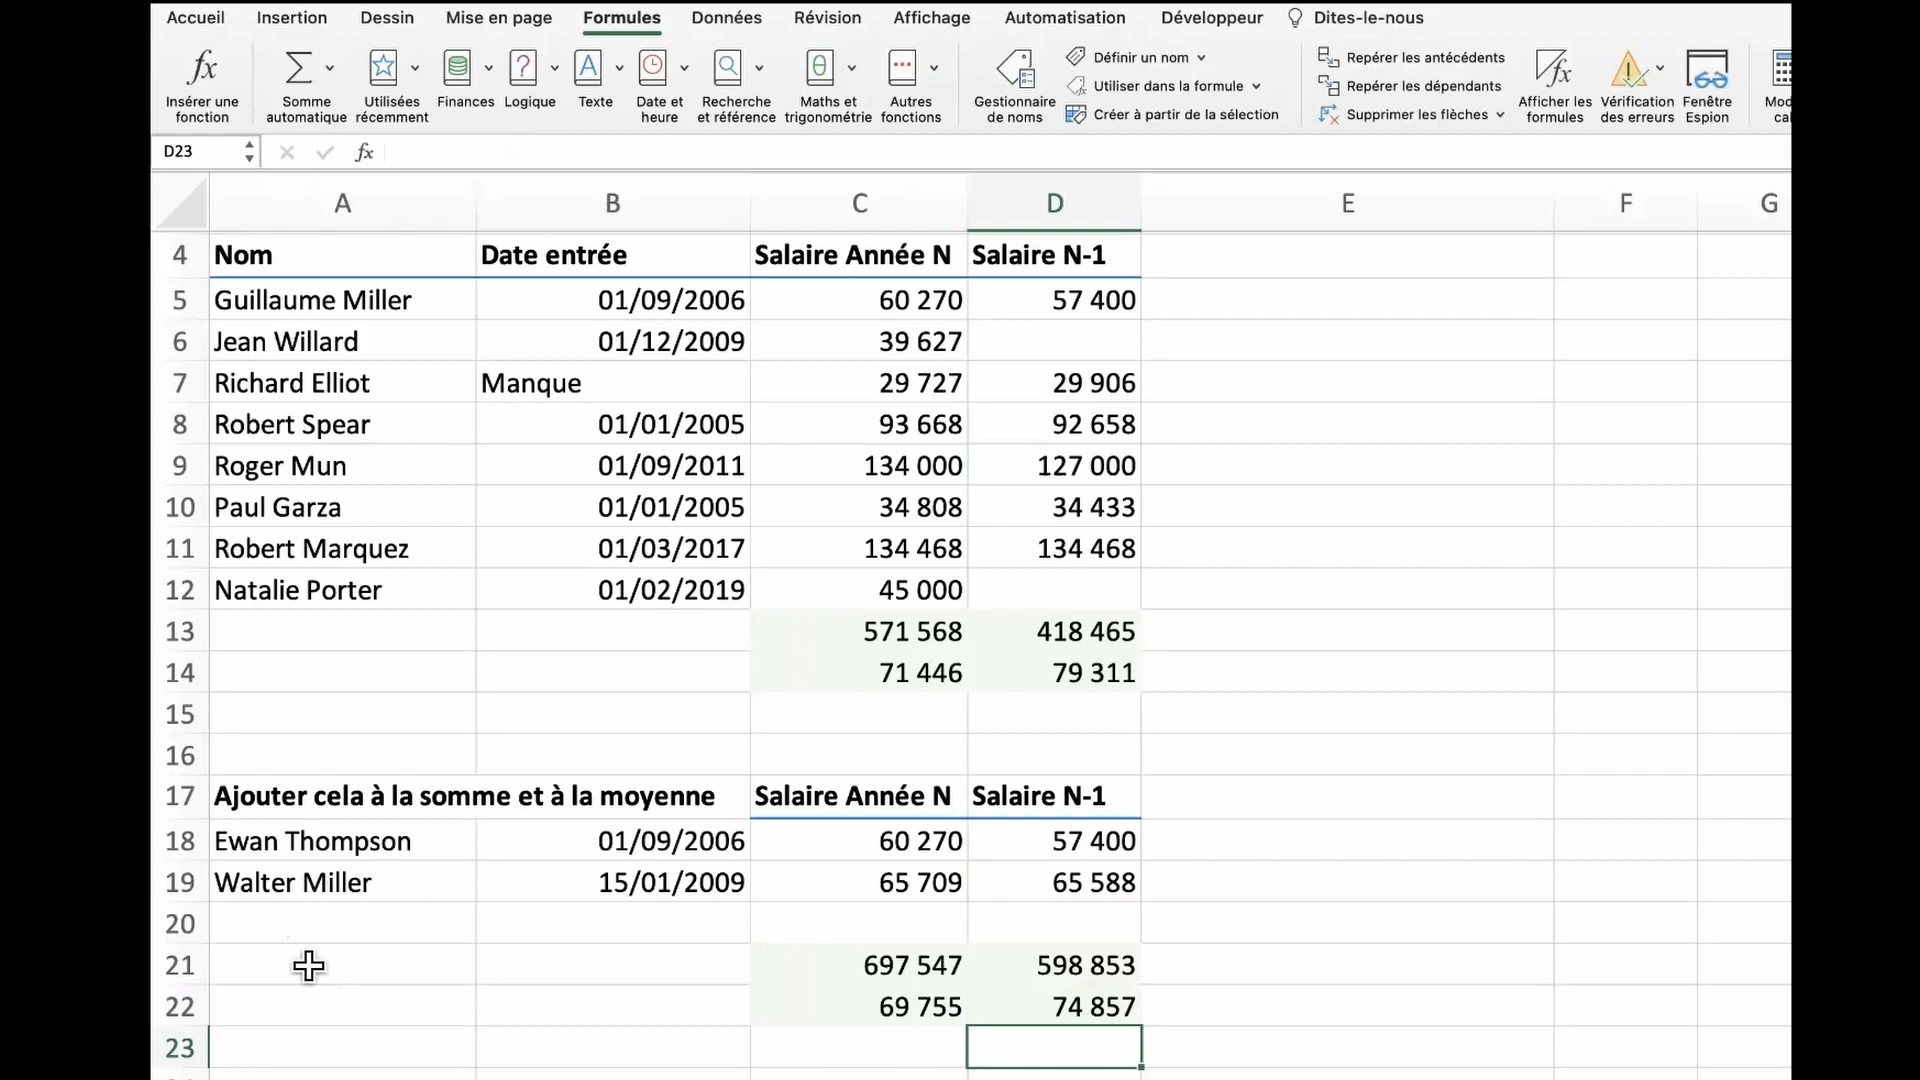 Accueil Insertion Dessin Mise en page Formules Données Révision Affichage Automatisation Développeur Dites-le-nous
Insérer une fonction
Somme automatique
Utilisées récemment
Finances
Logique
Texte
Date et heure
Recherche et référence
Maths et trigonométrie
Autres fonctions
Gestionnaire de noms
Définir un nom
Utiliser dans la formule
Créer à partir de la sélection
Repérer les antécédents
Repérer les dépendants
Supprimer les flèches
Afficher les formules
Vérification des erreurs
Fenêtre Espion
D23 fx
A B C D E F G
4 Nom Date entrée Salaire Année N Salaire N-1
5 Guillaume Miller 01/09/2006 60 270 57 400
6 Jean Willard 01/12/2009 39 627
7 Richard Elliot Manque 29 727 29 906
8 Robert Spear 01/01/2005 93 668 92 658
9 Roger Mun 01/09/2011 134 000 127 000
10 Paul Garza 01/01/2005 34 808 34 433
11 Robert Marquez 01/03/2017 134 468 134 468
12 Natalie Porter 01/02/2019 45 000
13 571 568 418 465
14 71 446 79 311
15
16
17 Ajouter cela à la somme et à la moyenne Salaire Année N Salaire N-1
18 Ewan Thompson 01/09/2006 60 270 57 400
19 Walter Miller 15/01/2009 65 709 65 588
20
21 697 547 598 853
22 69 755 74 857
23